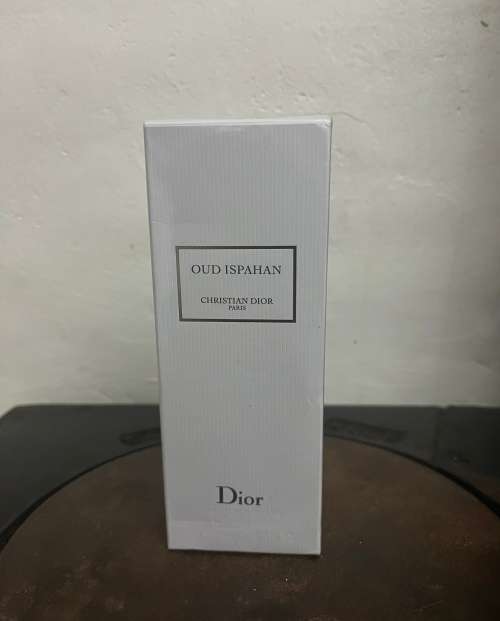 OUD ISPAHAN
CHRISTIAN DIOR
PARIS
Dior